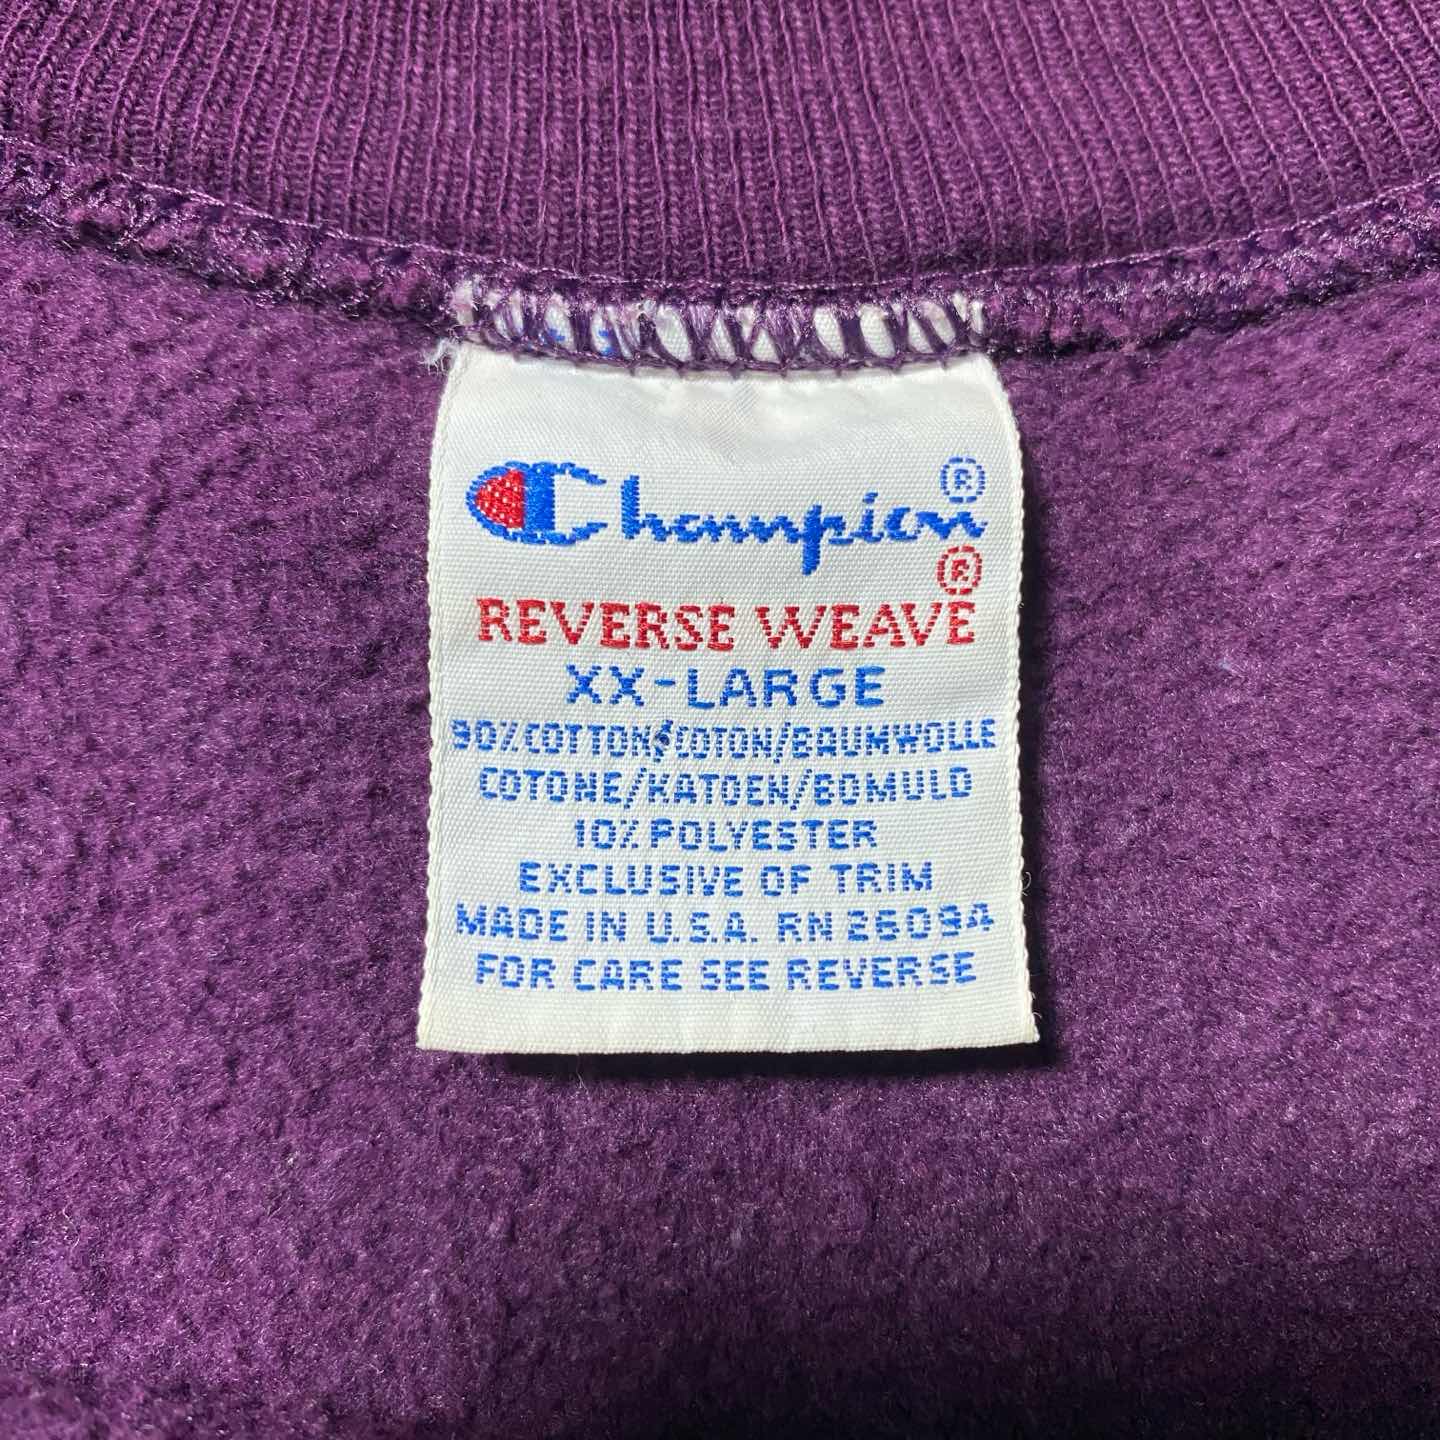 Champion®
REVERSE WEAVE®
XX-LARGE
90% COTTON/COTON/BAUMWOLLE
COTONE/KATOEN/BOMULD
10% POLYESTER
EXCLUSIVE OF TRIM
MADE IN U.S.A. RN 26094
FOR CARE SEE REVERSE